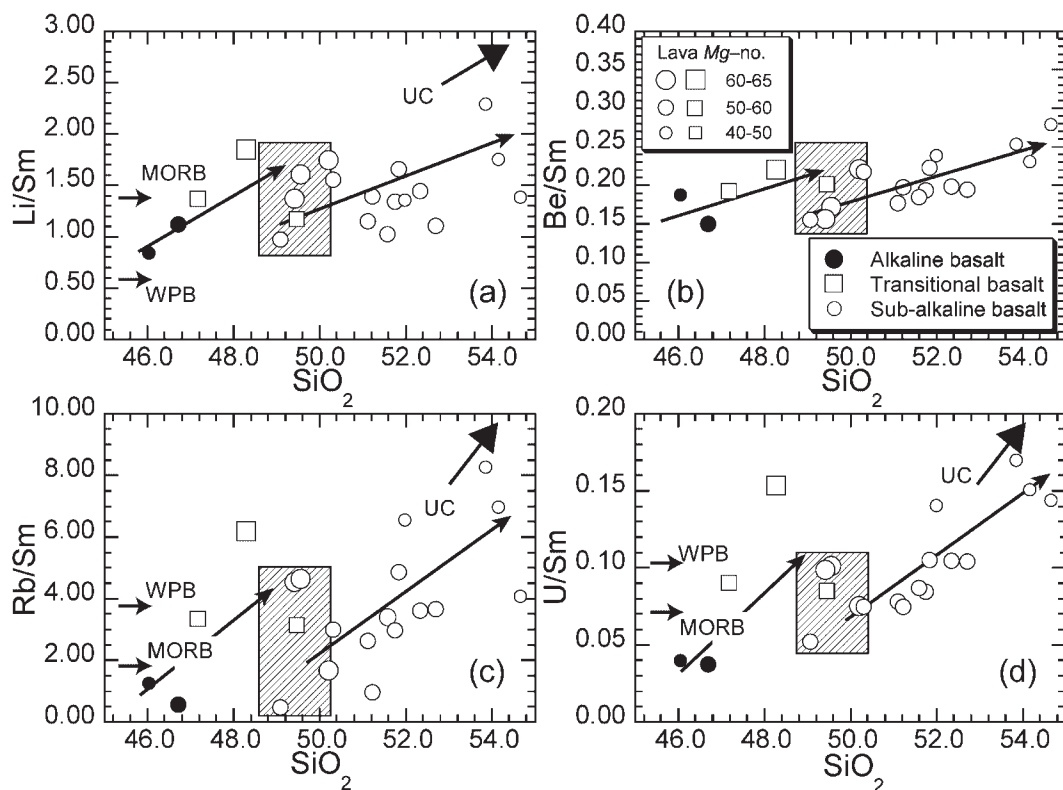 3.00
2.50
2.00
1.50
1.00
0.50
0.00
Li/Sm
UC
MORB
WPB
(a)
46.0 48.0 50.0 52.0 54.0
SiO2
0.40
0.35
0.30
0.25
0.20
0.15
0.10
0.05
0.00
Be/Sm
Lava Mg–no.
60-65
50-60
40-50
(b)
Alkaline basalt
Transitional basalt
Sub-alkaline basalt
46.0 48.0 50.0 52.0 54.0
SiO2
10.00
8.00
6.00
4.00
2.00
0.00
Rb/Sm
UC
WPB
MORB
(c)
46.0 48.0 50.0 52.0 54.0
SiO2
0.20
0.15
0.10
0.05
0.00
U/Sm
UC
WPB
MORB
(d)
46.0 48.0 50.0 52.0 54.0
SiO2